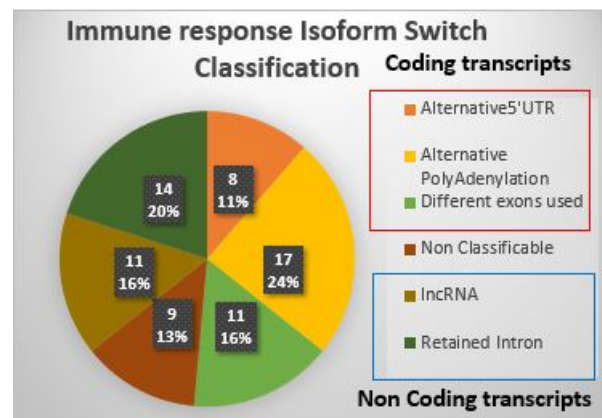 Immune response Isoform Switch
Classification
Coding transcripts
Alternative5'UTR
Alternative
PolyAdenylation
Different exons used
Non Classificable
lncRNA
Retained Intron
Non Coding transcripts
8
11%
17
24%
11
16%
9
13%
11
16%
14
20%